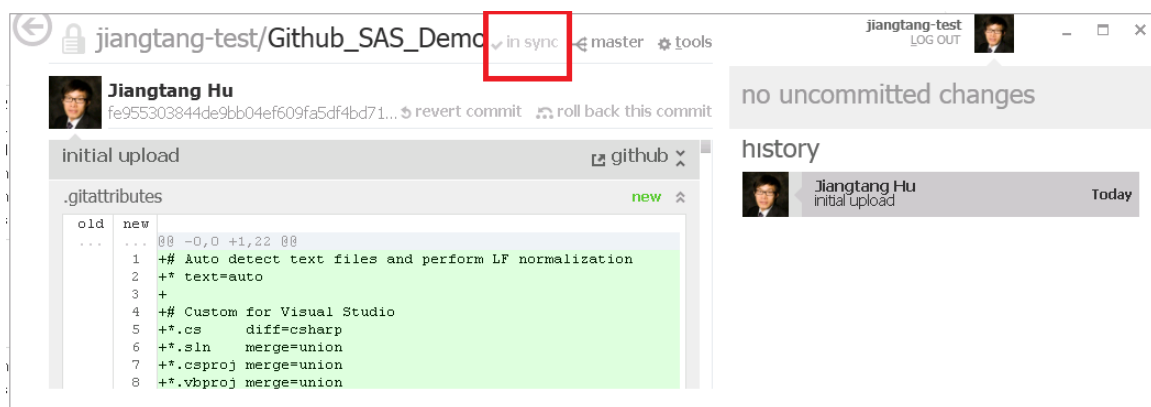 jiangtang-test/Github_SAS_Demo in sync master tools
jiangtang-test
LOG OUT
Jiangtang Hu
fe955303844de9bb04ef609fa5df4bd71... revert commit roll back this commit
initial upload github
.gitattributes new
old new
... ... @@ -0,0 +1,22 @@
1 +# Auto detect text files and perform LF normalization
2 +* text=auto
3 +
4 +# Custom for Visual Studio
5 +*.cs diff=csharp
6 +*.sln merge=union
7 +*.csproj merge=union
8 +*.vbproj merge=union
no uncommitted changes
history
Jiangtang Hu
initial upload
Today